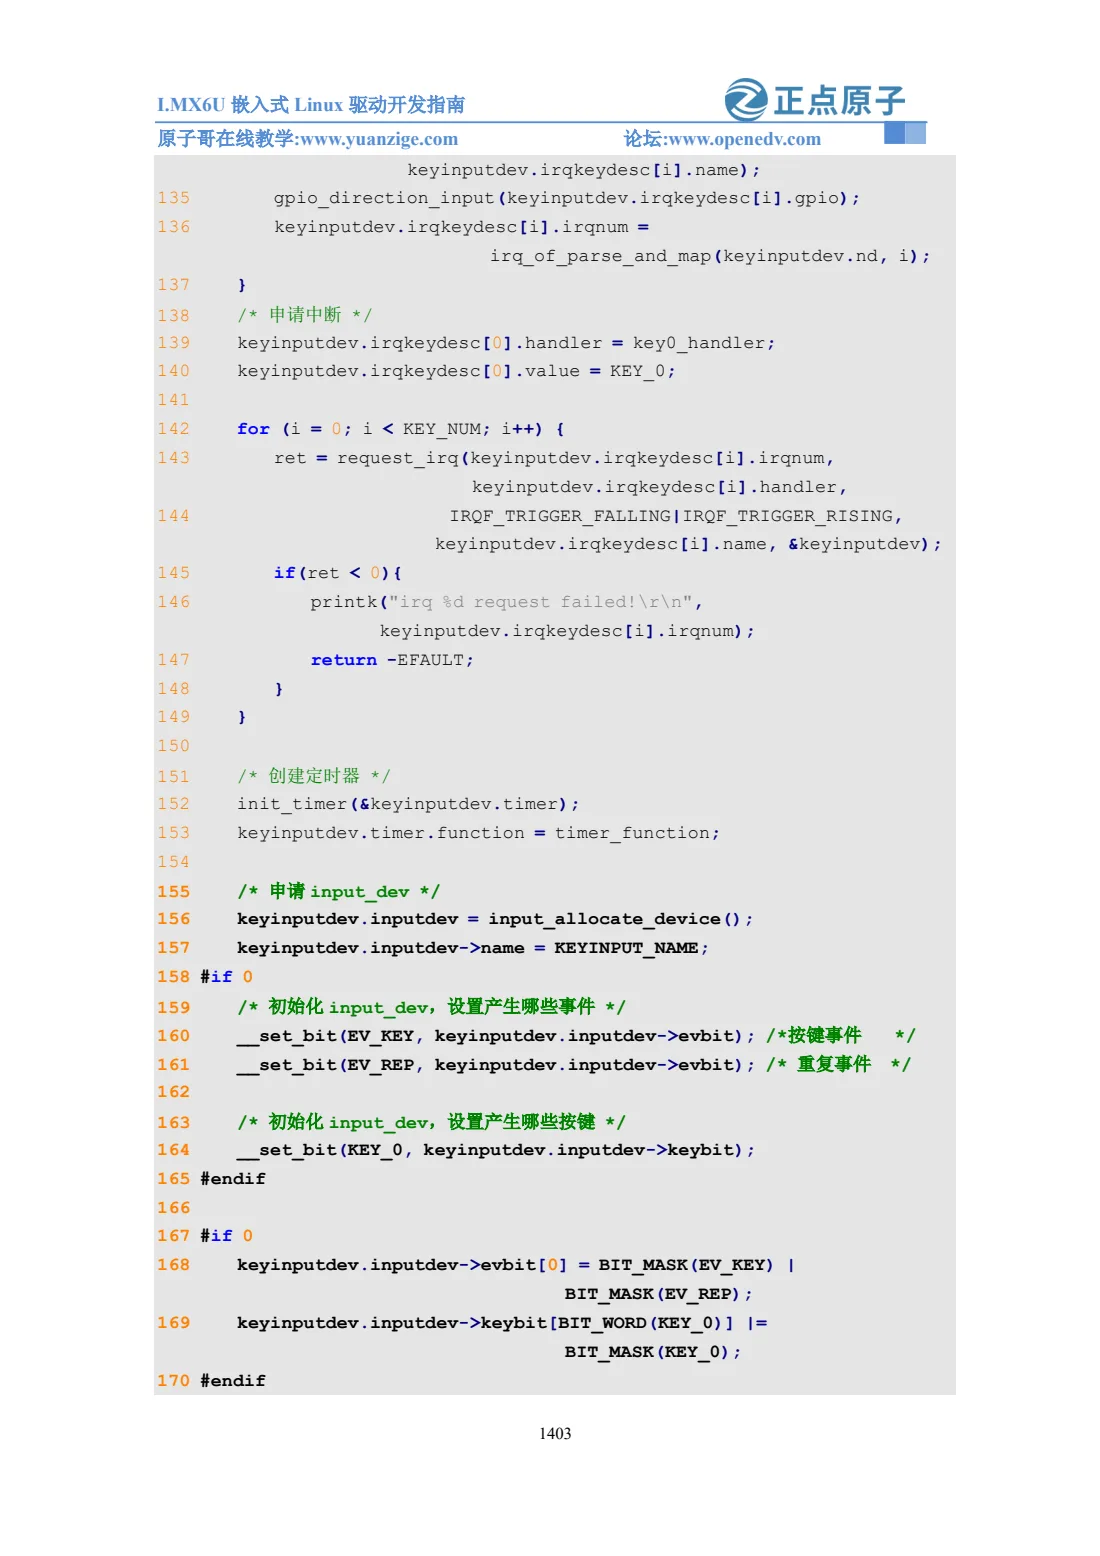 I.MX6U 嵌入式 Linux 驱动开发指南
正点原子
原子哥在线教学:www.yuanzige.com 论坛:www.openedv.com
keyinputdev.irqkeydesc[i].name);
135 gpio_direction_input(keyinputdev.irqkeydesc[i].gpio);
136 keyinputdev.irqkeydesc[i].irqnum =
irq_of_parse_and_map(keyinputdev.nd, i);
137 }
138 /* 申请中断 */
139 keyinputdev.irqkeydesc[0].handler = key0_handler;
140 keyinputdev.irqkeydesc[0].value = KEY_0;
141
142 for (i = 0; i < KEY_NUM; i++) {
143 ret = request_irq(keyinputdev.irqkeydesc[i].irqnum,
keyinputdev.irqkeydesc[i].handler,
144 IRQF_TRIGGER_FALLING|IRQF_TRIGGER_RISING,
keyinputdev.irqkeydesc[i].name, &keyinputdev);
145 if(ret < 0){
146 printk("irq %d request failed!\r\n",
keyinputdev.irqkeydesc[i].irqnum);
147 return -EFAULT;
148 }
149 }
150
151 /* 创建定时器 */
152 init_timer(&keyinputdev.timer);
153 keyinputdev.timer.function = timer_function;
154
155 /* 申请 input_dev */
156 keyinputdev.inputdev = input_allocate_device();
157 keyinputdev.inputdev->name = KEYINPUT_NAME;
158 #if 0
159 /* 初始化 input_dev，设置产生哪些事件 */
160 __set_bit(EV_KEY, keyinputdev.inputdev->evbit); /*按键事件 */
161 __set_bit(EV_REP, keyinputdev.inputdev->evbit); /* 重复事件 */
162
163 /* 初始化 input_dev，设置产生哪些按键 */
164 __set_bit(KEY_0, keyinputdev.inputdev->keybit);
165 #endif
166
167 #if 0
168 keyinputdev.inputdev->evbit[0] = BIT_MASK(EV_KEY) |
BIT_MASK(EV_REP);
169 keyinputdev.inputdev->keybit[BIT_WORD(KEY_0)] |=
BIT_MASK(KEY_0);
170 #endif
1403